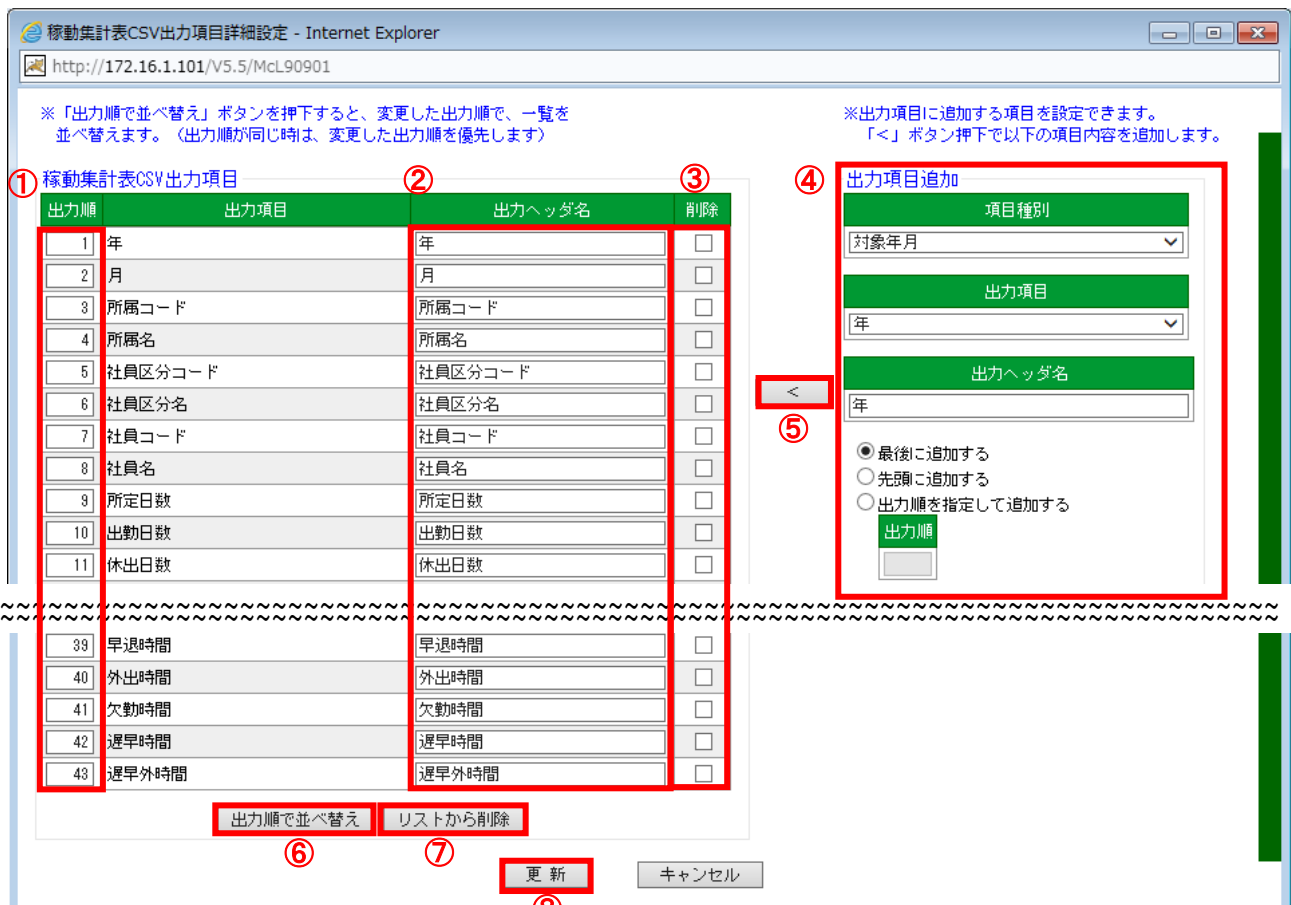 稼動集計表CSV出力項目詳細設定 - Internet Explorer
http://172.16.1.101/V5.5/McL90901
※「出力順で並べ替え」ボタンを押下すると、変更した出力順で、一覧を
並べ替えます。（出力順が同じ時は、変更した出力順を優先します）
※出力項目に追加する項目を設定できます。
「<」ボタン押下で以下の項目内容を追加します。
① 稼動集計表CSV出力項目 ② ③
出力順 出力項目 出力ヘッダ名 削除
1 年 年
2 月 月
3 所属コード 所属コード
4 所属名 所属名
5 社員区分コード 社員区分コード
6 社員区分名 社員区分名
7 社員コード 社員コード
8 社員名 社員名
9 所定日数 所定日数
10 出勤日数 出勤日数
11 休出日数 休出日数
39 早退時間 早退時間
40 外出時間 外出時間
41 欠勤時間 欠勤時間
42 遅早時間 遅早時間
43 遅早外時間 遅早外時間
④ 出力項目追加
項目種別
対象年月
出力項目
年
出力ヘッダ名
年
<
⑤
最後に追加する
先頭に追加する
出力順を指定して追加する
出力順
出力順で並べ替え リストから削除
⑥ ⑦
更新 キャンセル
⑧